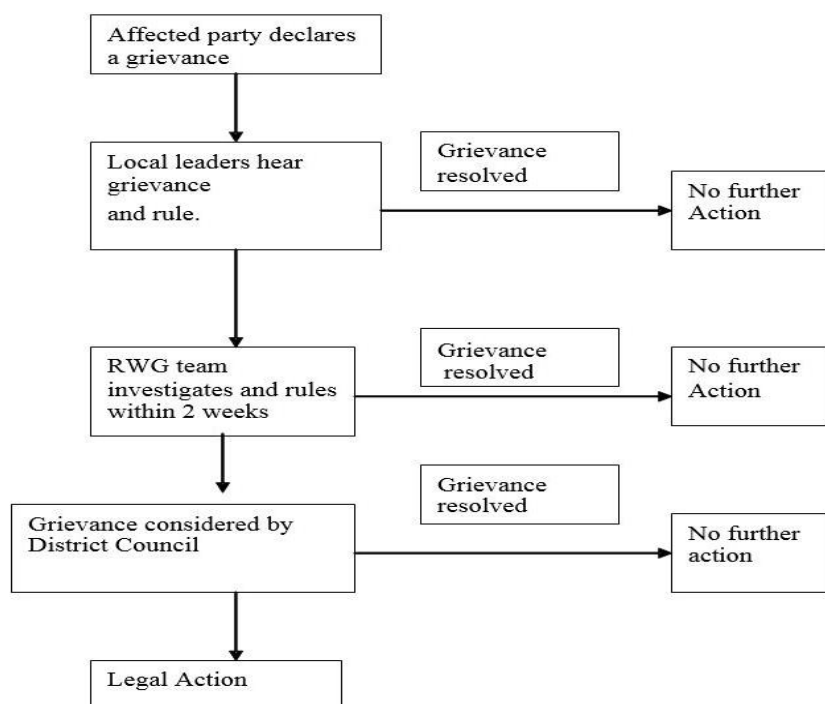 Affected party declares
a grievance
Local leaders hear
grievance
and rule.
Grievance
resolved
No further
Action
RWG team
investigates and rules
within 2 weeks
Grievance
resolved
No further
Action
Grievance considered by
District Council
Grievance
resolved
No further
action
Legal Action